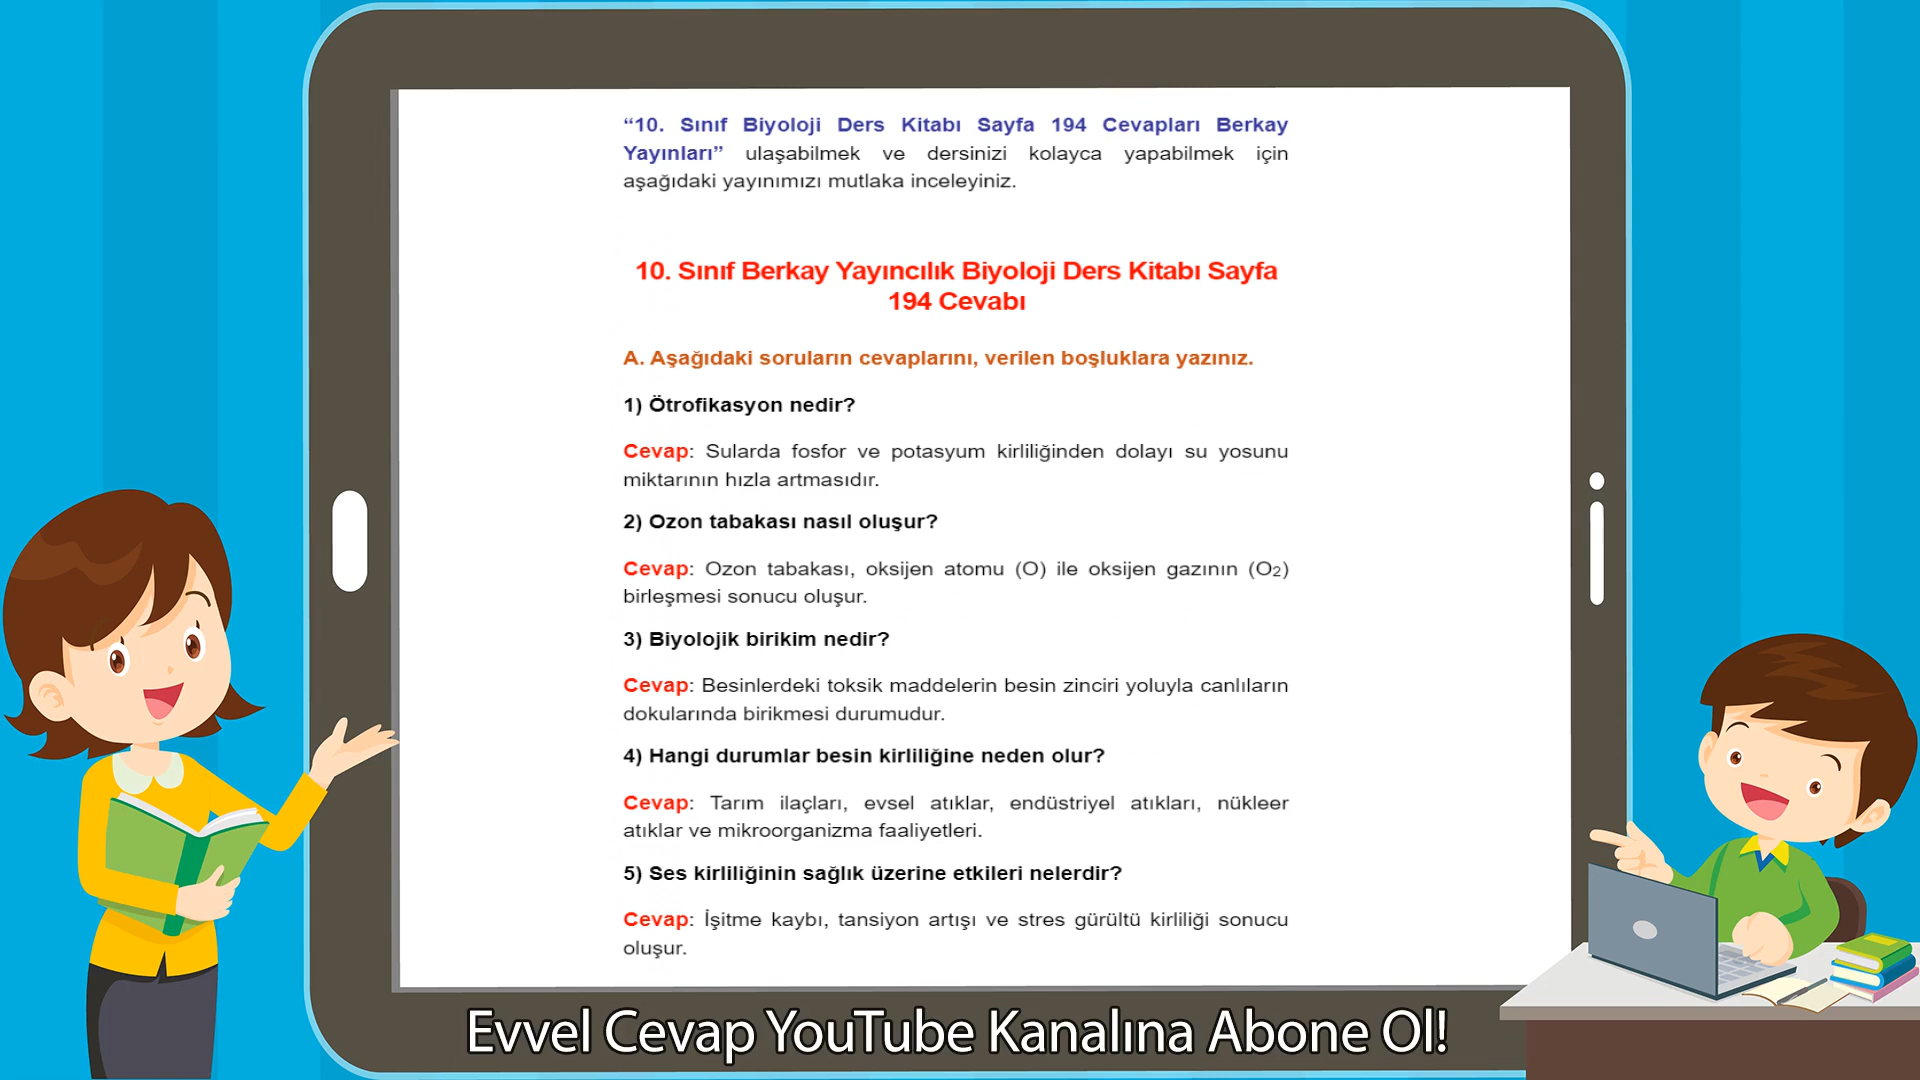 “10. Sınıf Biyoloji Ders Kitabı Sayfa 194 Cevapları Berkay
Yayınları” ulaşabilmek ve dersinizi kolayca yapabilmek için
aşağıdaki yayınımızı mutlaka inceleyiniz.
10. Sınıf Berkay Yayıncılık Biyoloji Ders Kitabı Sayfa
194 Cevabı
A. Aşağıdaki soruların cevaplarını, verilen boşluklara yazınız.
1) Ötrofikasyon nedir?
Cevap: Sularda fosfor ve potasyum kirliliğinden dolayı su yosunu
miktarının hızla artmasıdır.
2) Ozon tabakası nasıl oluşur?
Cevap: Ozon tabakası, oksijen atomu (O) ile oksijen gazının (O₂)
birleşmesi sonucu oluşur.
3) Biyolojik birikim nedir?
Cevap: Besinlerdeki toksik maddelerin besin zinciri yoluyla canlıların
dokularında birikmesi durumudur.
4) Hangi durumlar besin kirliliğine neden olur?
Cevap: Tarım ilaçları, evsel atıklar, endüstriyel atıkları, nükleer
atıklar ve mikroorganizma faaliyetleri.
5) Ses kirliliğinin sağlık üzerine etkileri nelerdir?
Cevap: İşitme kaybı, tansiyon artışı ve stres gürültü kirliliği sonucu
oluşur.
Evvel Cevap YouTube Kanalına Abone Ol!